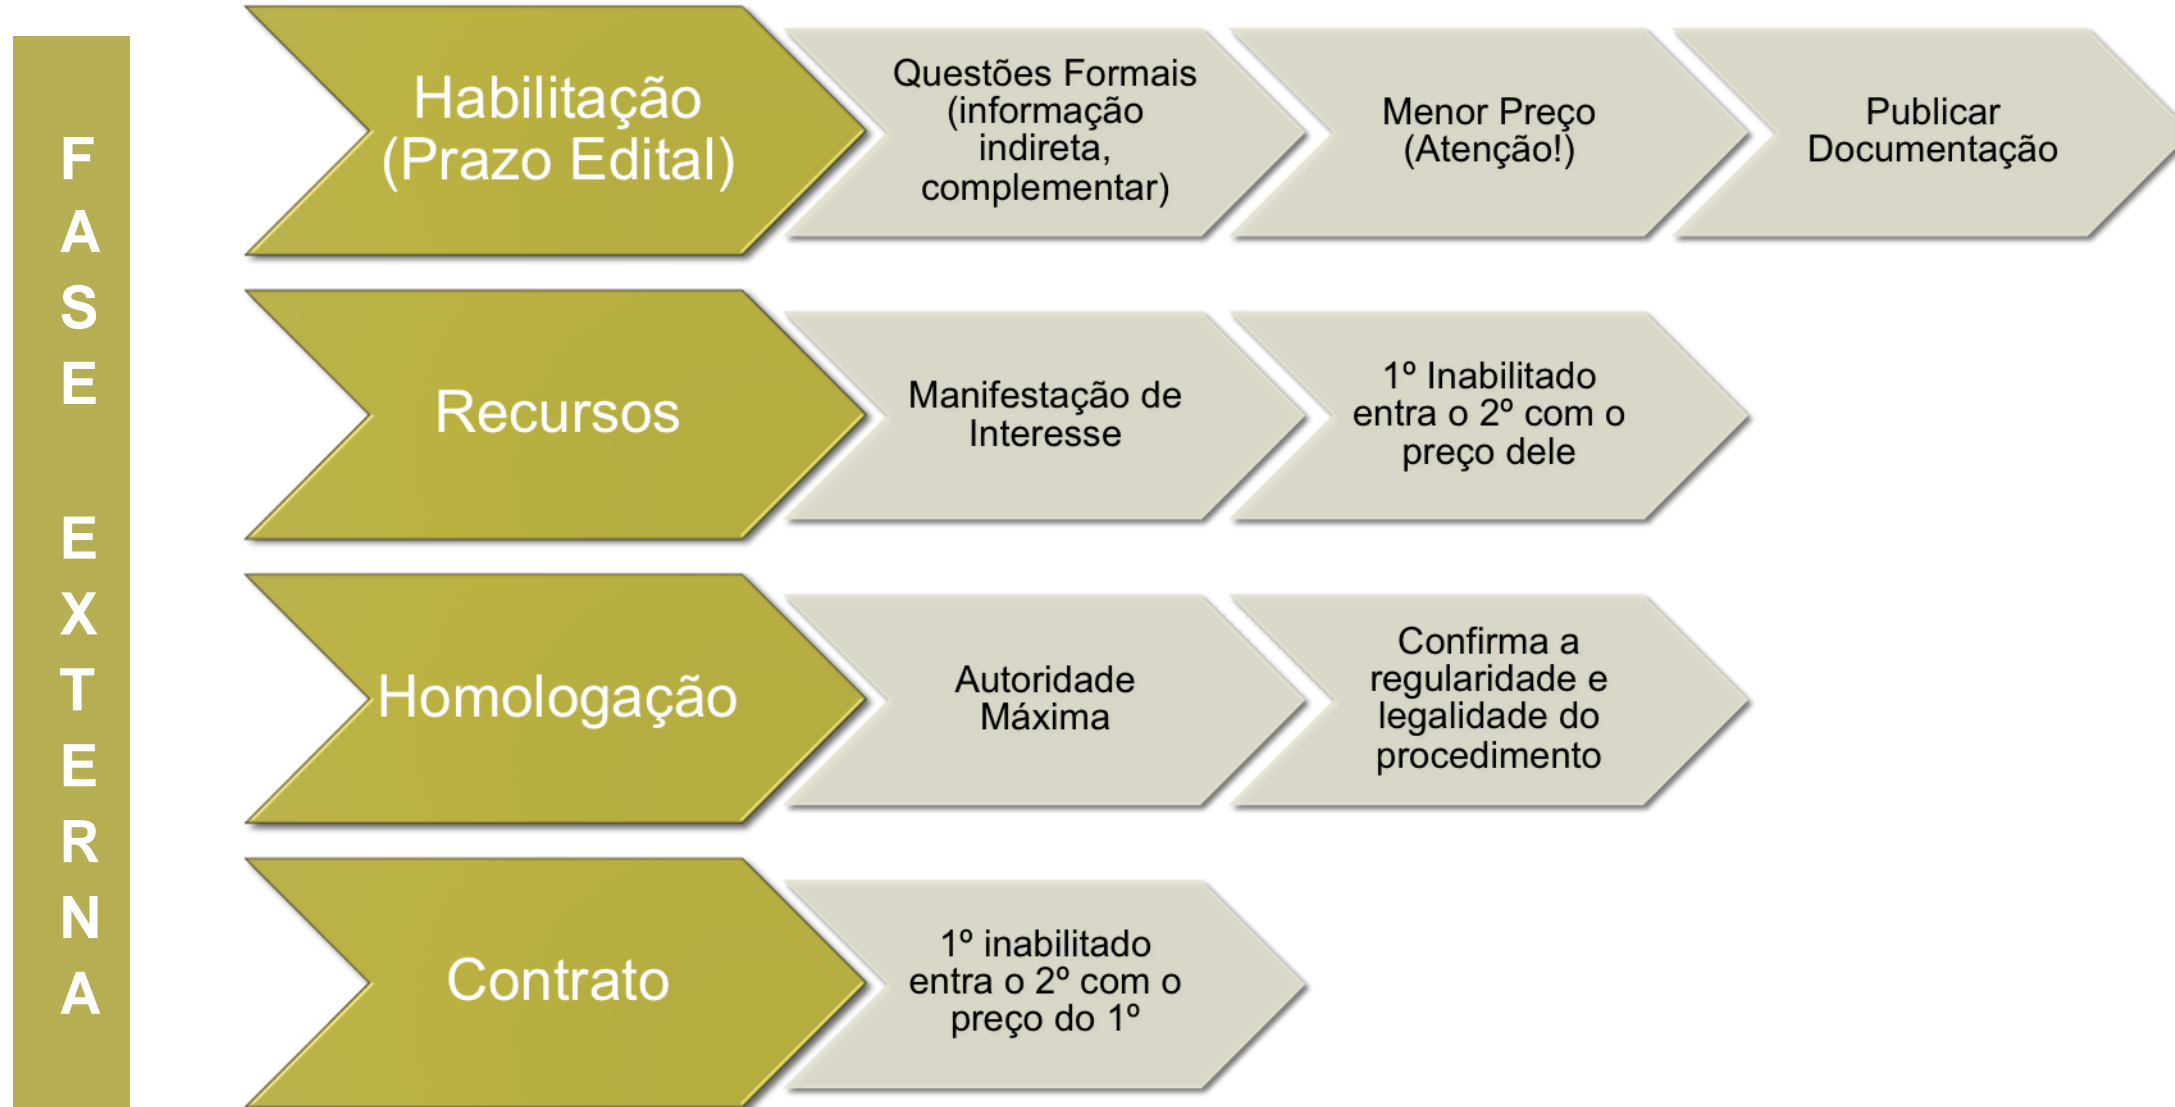 FASE EXTERNA
Habilitação
(Prazo Edital)
Questões Formais
(informação
indireta,
complementar)
Menor Preço
(Atenção!)
Publicar
Documentação
Recursos
Manifestação de
Interesse
1º Inabilitado
entra o 2º com o
preço dele
Homologação
Autoridade
Máxima
Confirma a
regularidade e
legalidade do
procedimento
Contrato
1º inabilitado
entra o 2º com o
preço do 1º